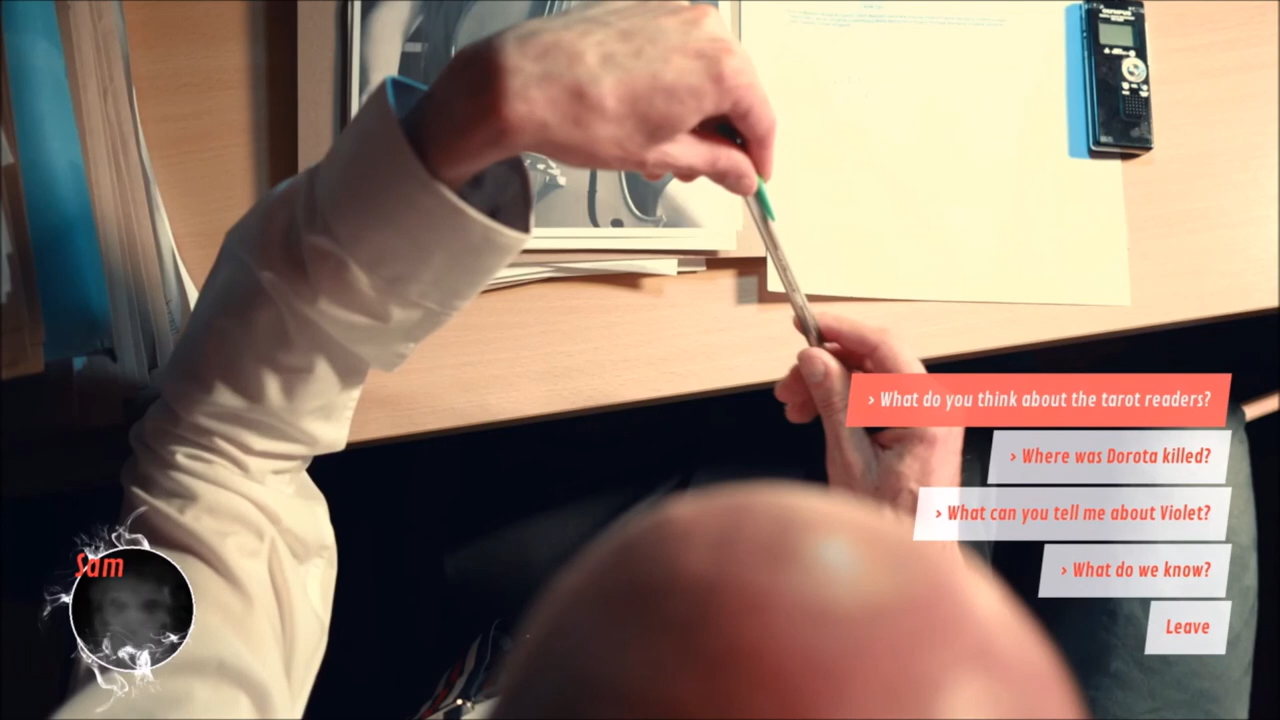 OLYMPUS
> What do you think about the tarot readers?
> Where was Dorota killed?
> What can you tell me about Violet?
Sam
> What do we know?
Leave